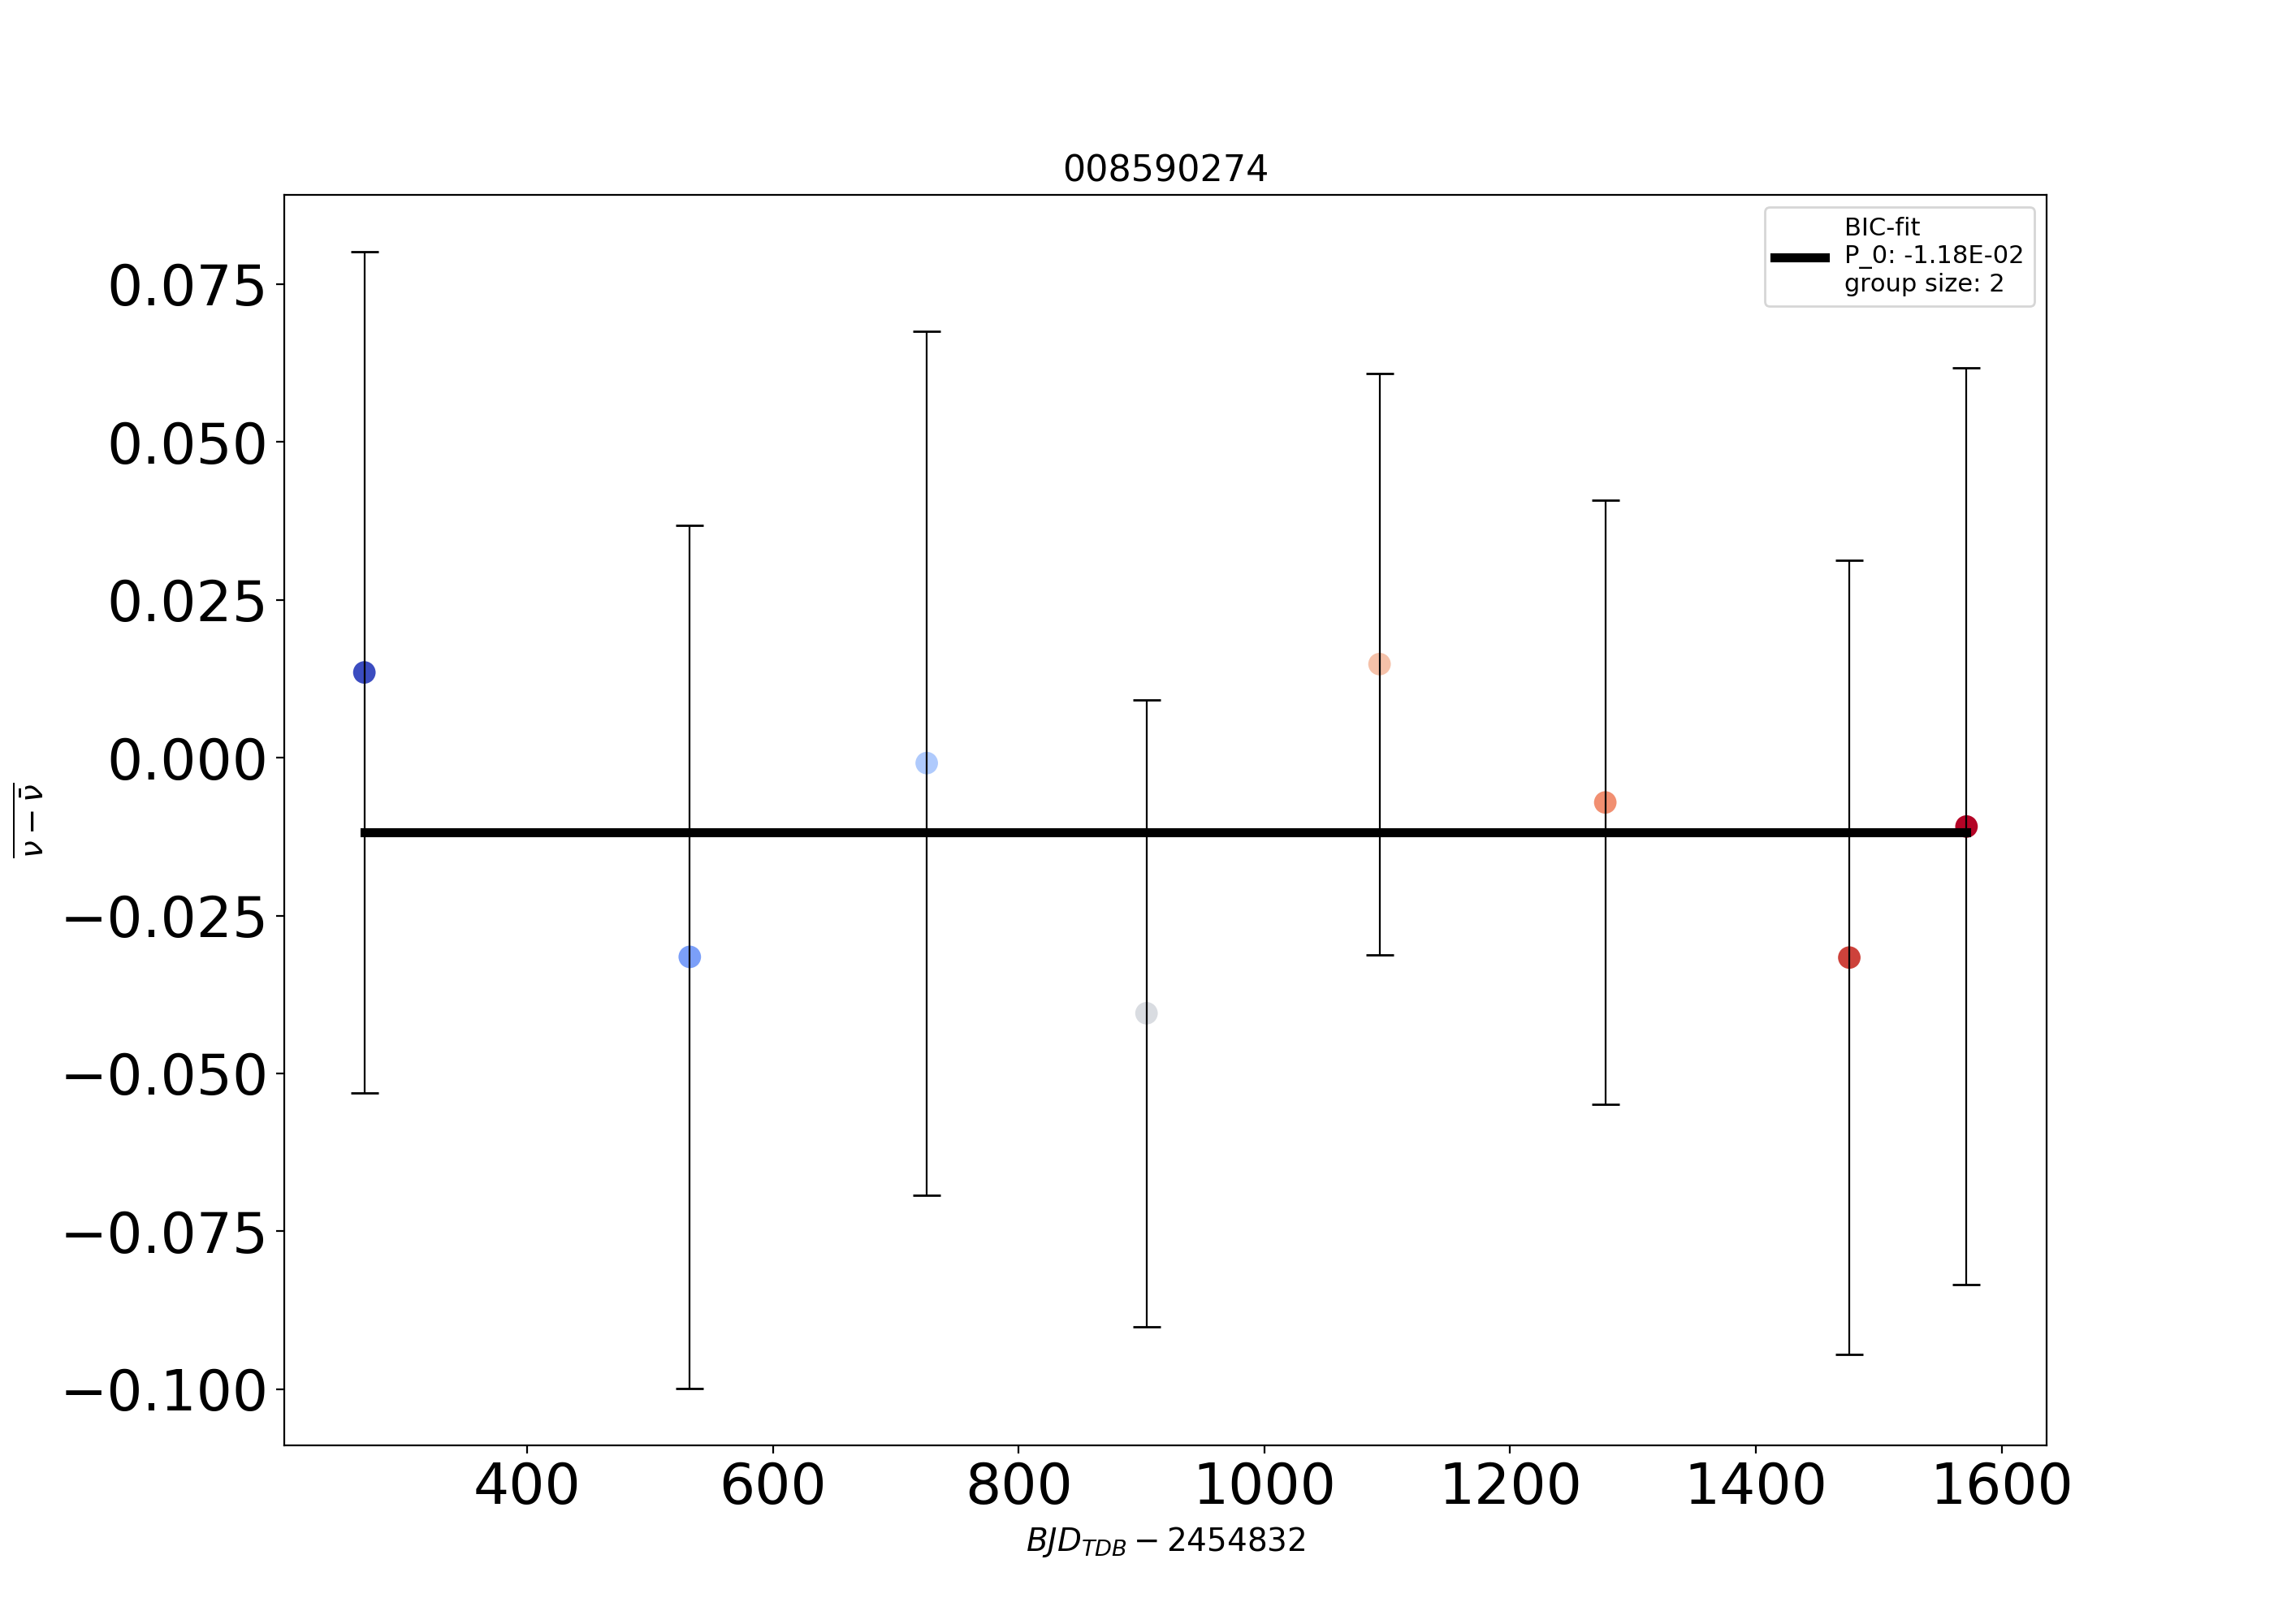 008590274
BIC-fit
P_0: -1.18E-02
group size: 2
0.075
0.050
0.025
0.000
−0.025
−0.050
−0.075
−0.100
ν − ν̄
400 600 800 1000 1200 1400 1600
BJD_TDB − 2454832